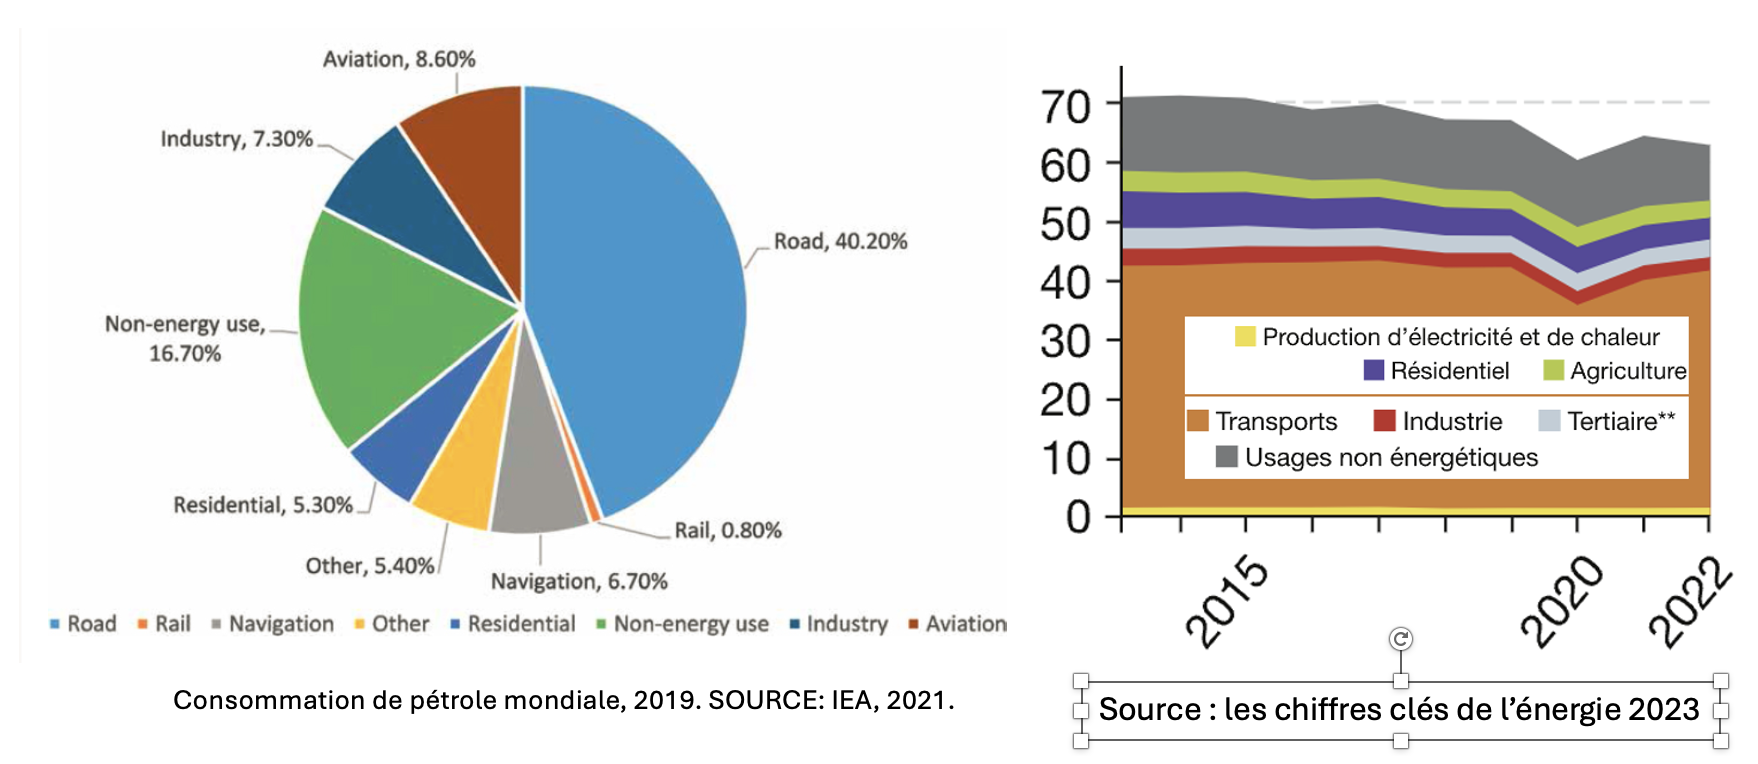 Aviation, 8.60%
Industry, 7.30%
Road, 40.20%
Non-energy use,
16.70%
Residential, 5.30%
Rail, 0.80%
Other, 5.40%
Navigation, 6.70%
Road Rail Navigation Other Residential Non-energy use Industry Aviation
Consommation de pétrole mondiale, 2019. SOURCE: IEA, 2021.
70
60
50
40
30
20
10
0
Production d’électricité et de chaleur
Résidentiel Agriculture
Transports Industrie Tertiaire**
Usages non énergétiques
2015
2020
2022
Source : les chiffres clés de l’énergie 2023